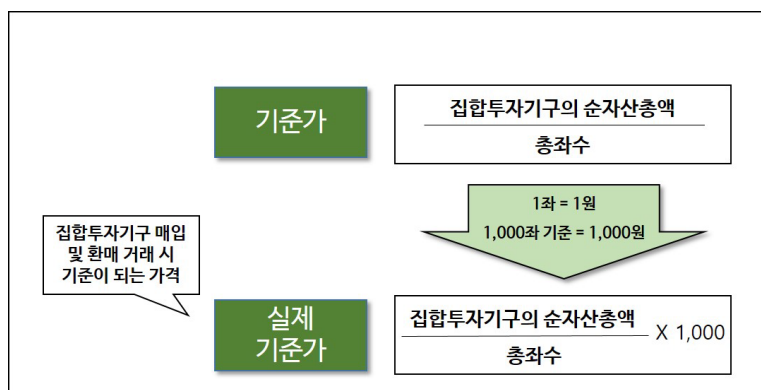 기준가
집합투자기구의 순자산총액
총좌수
1좌 = 1원
1,000좌 기준 = 1,000원
집합투자기구 매입
및 환매 거래 시
기준이 되는 가격
실제
기준가
집합투자기구의 순자산총액
총좌수
X 1,000